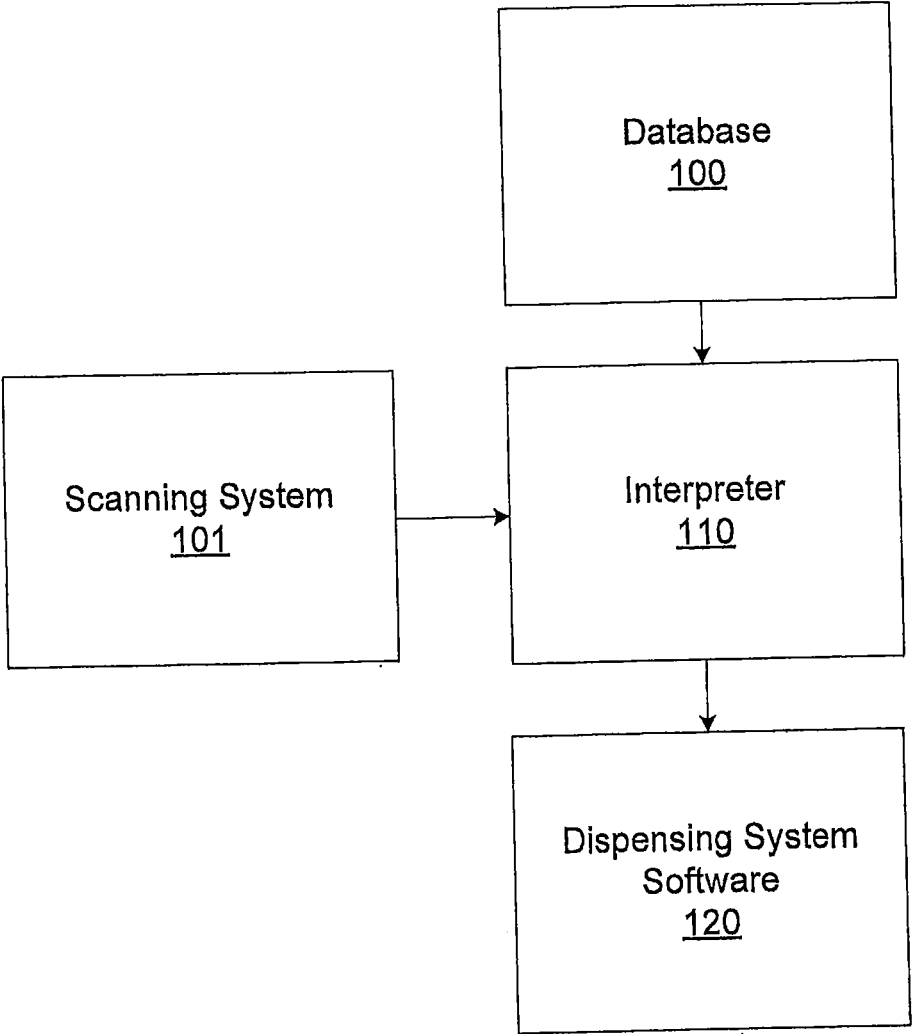 Database
100
Scanning System
101
Interpreter
110
Dispensing System
Software
120